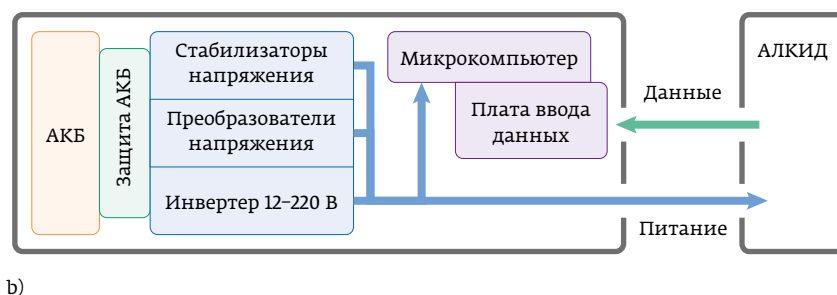 АКБ
Защита АКБ
Стабилизаторы
напряжения
Преобразователи
напряжения
Инвертер 12–220 В
Микрокомпьютер
Плата ввода
данных
Данные
Питание
АЛКИД
b)